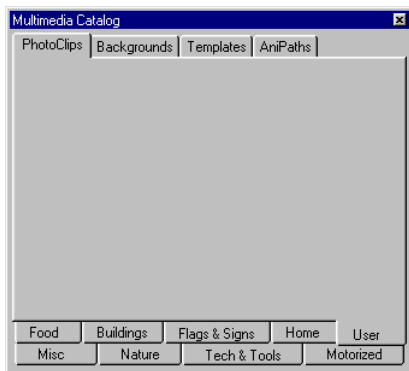 Multimedia Catalog
PhotoClips Backgrounds Templates AniPaths
Food Buildings Flags & Signs Home User
Misc Nature Tech & Tools Motorized